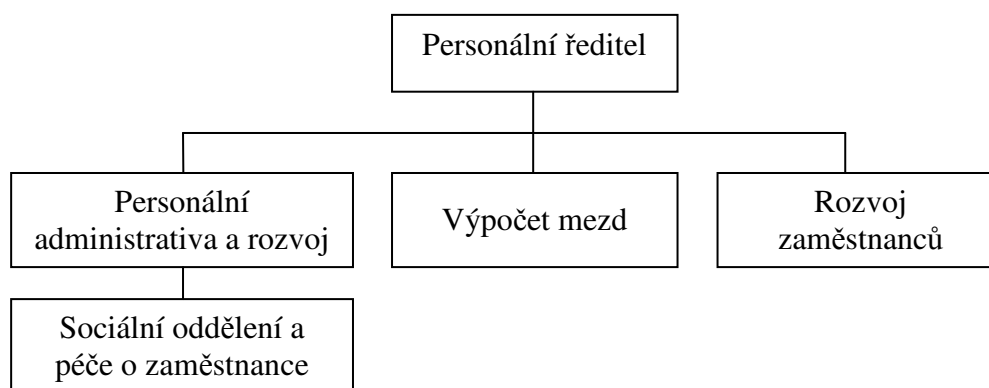 Personální ředitel
Personální
administrativa a rozvoj
Výpočet mezd
Rozvoj
zaměstnanců
Sociální oddělení a
péče o zaměstnance